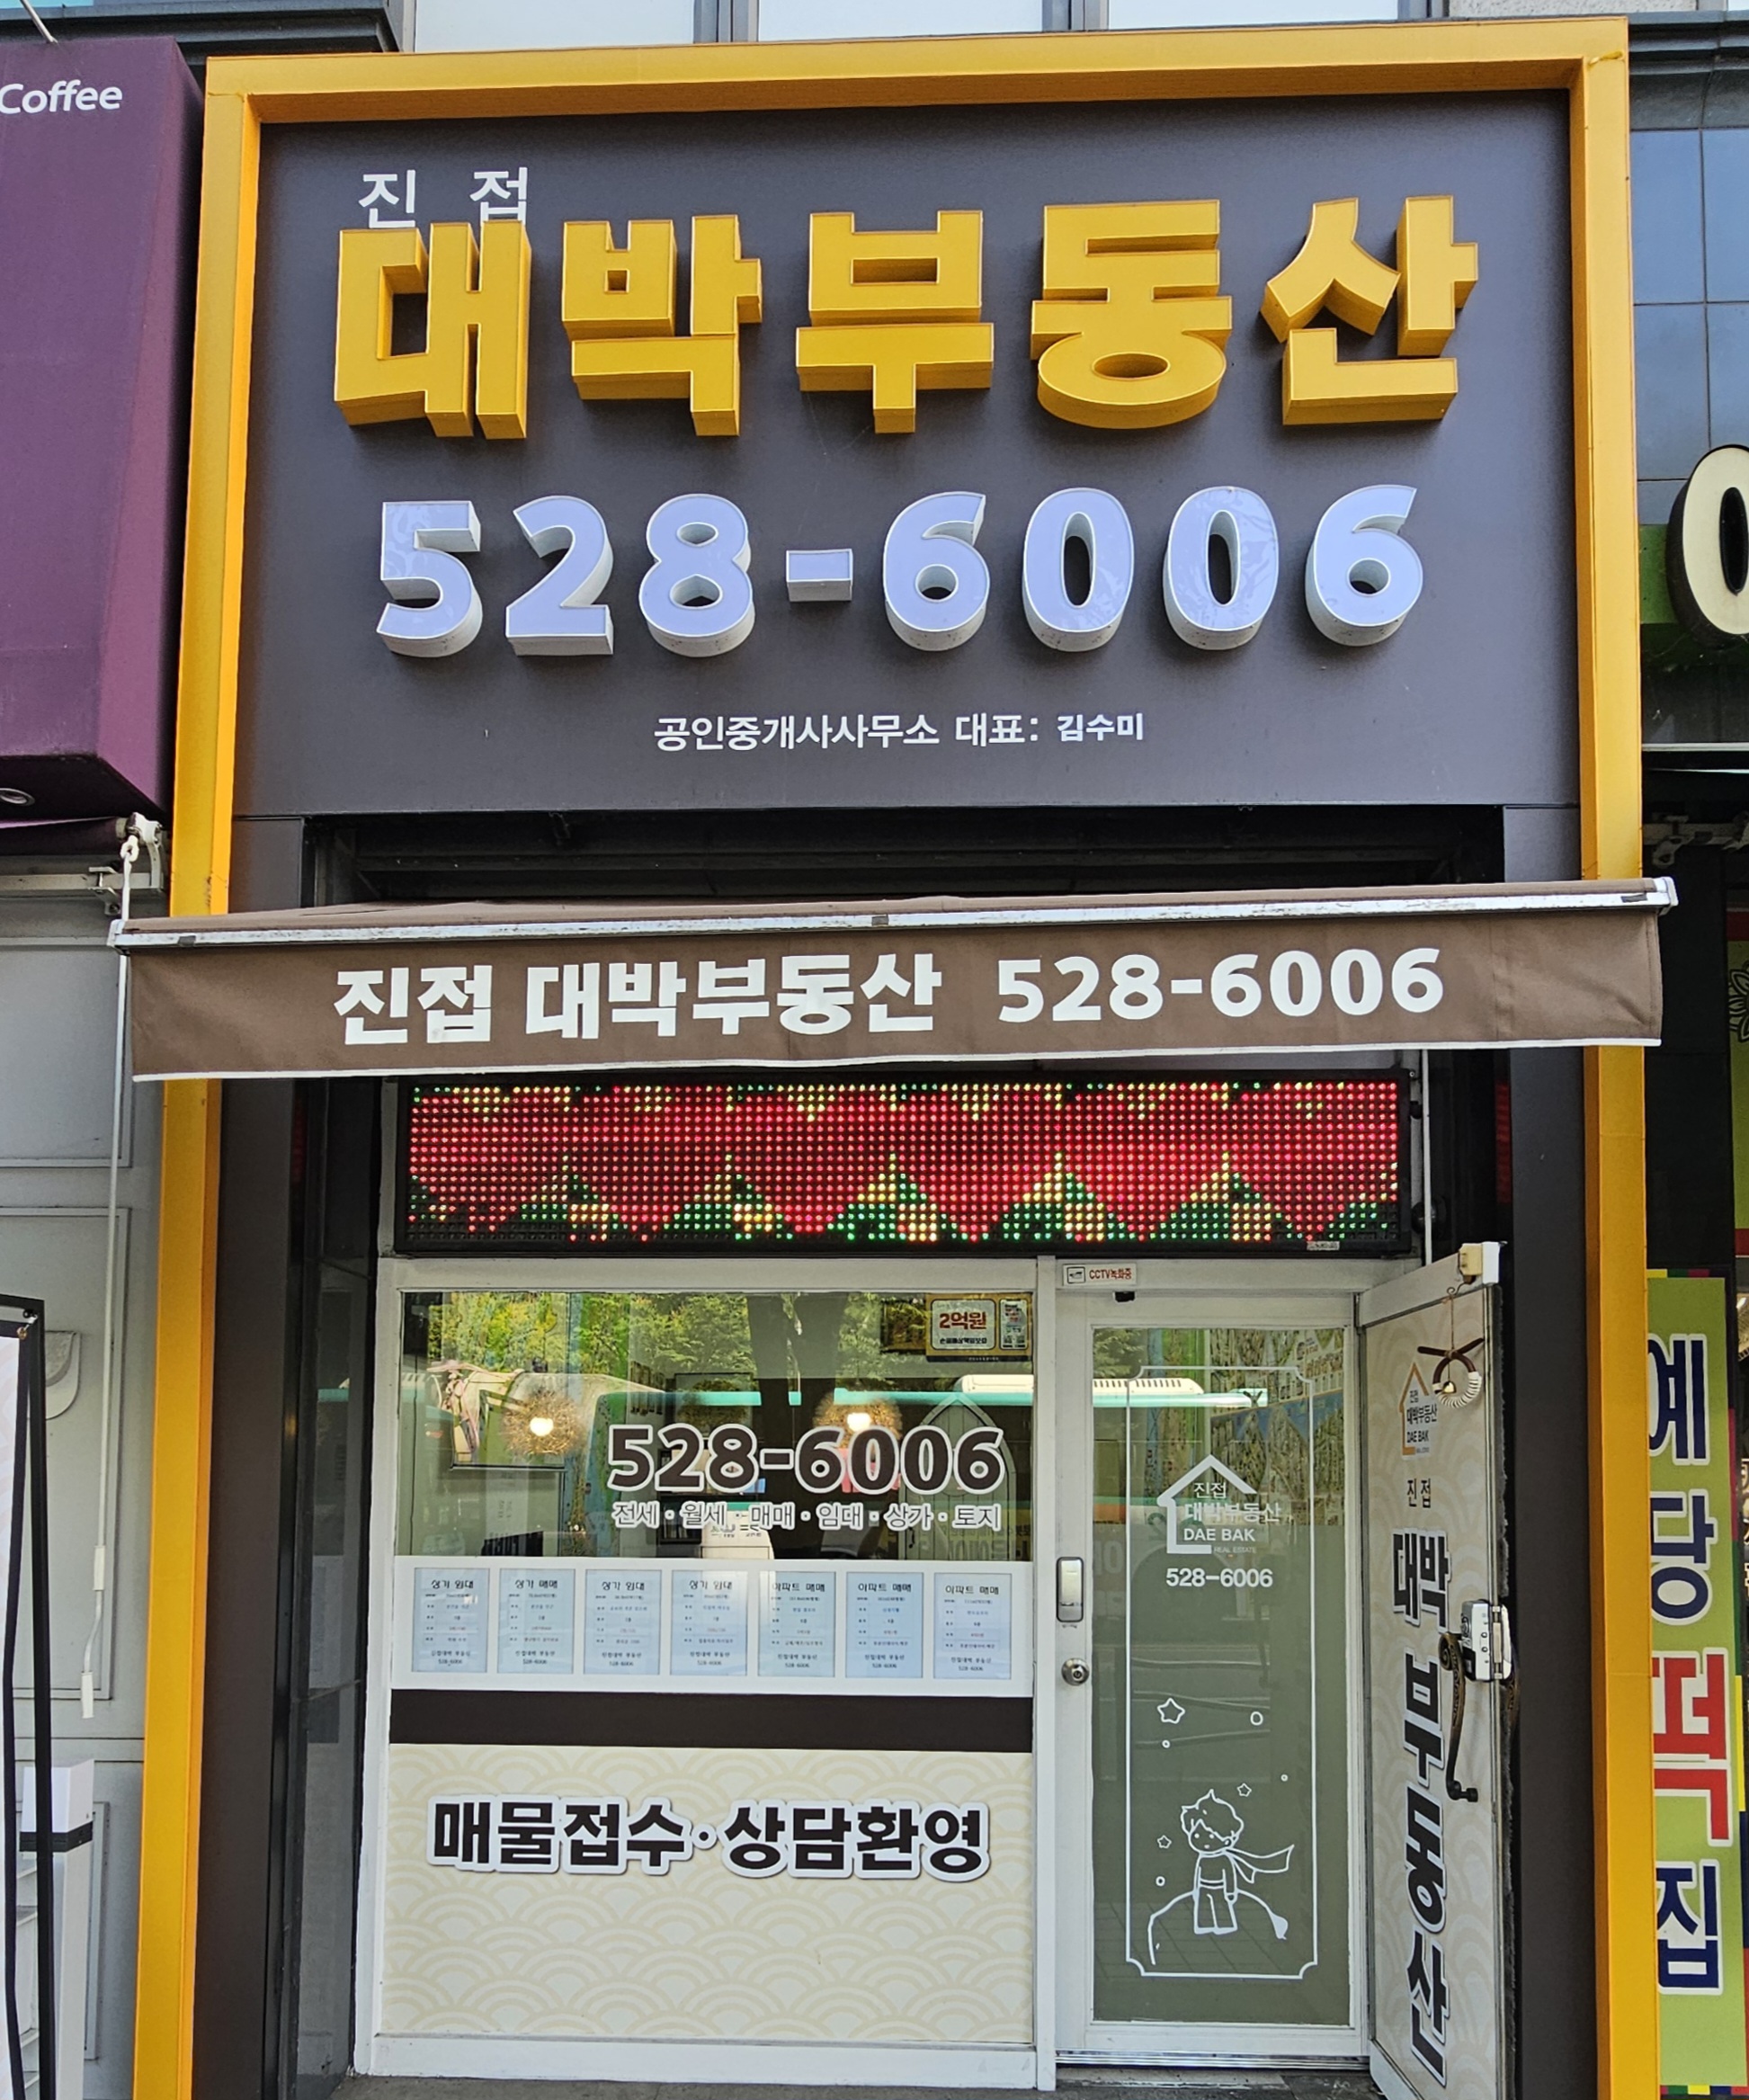 Coffee
진 접
대박부동산
528-6006
공인중개사사무소 대표: 김수미
진접 대박부동산 528-6006
CCTV녹화중
2억원
528-6006
전세·월세·매매·임대·상가·토지
진접
대박부동산
DAE BAK
REAL ESTATE
528-6006
진접
대박부동산
DAE BAK
진접
대박 부동산
상가 임대
상가 매매
상가 임대
상가 임대
아파트 매매
아파트 매매
아파트 매매
매물접수·상담환영
예당떡집